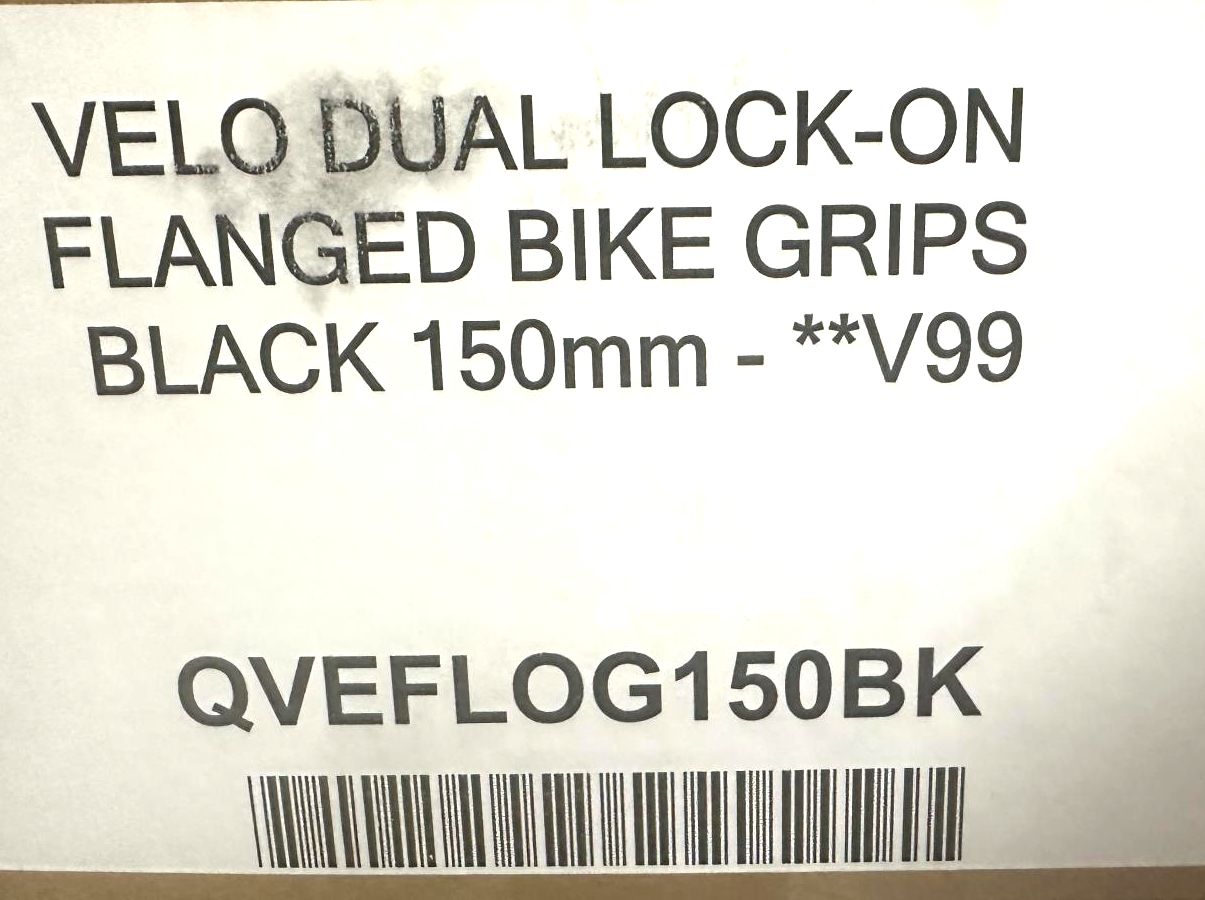 VELO DUAL LOCK-ON
FLANGED BIKE GRIPS
BLACK 150mm - **V99
QVEFLOG150BK